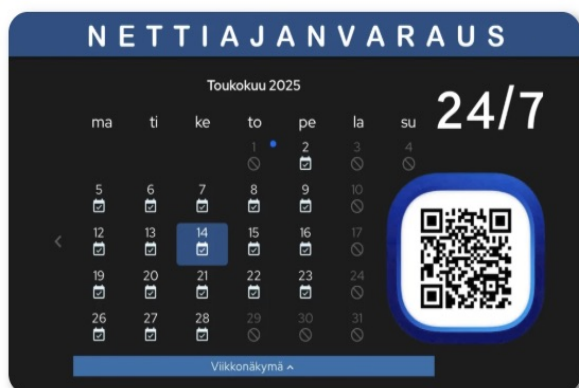 NETTIAJANVARAUS
Toukokuu 2025
24/7
ma ti ke to pe la su
1 2 3 4
5 6 7 8 9 10
12 13 14 15 16 17
19 20 21 22 23 24
26 27 28 29 30 31
Viikkonäkymä